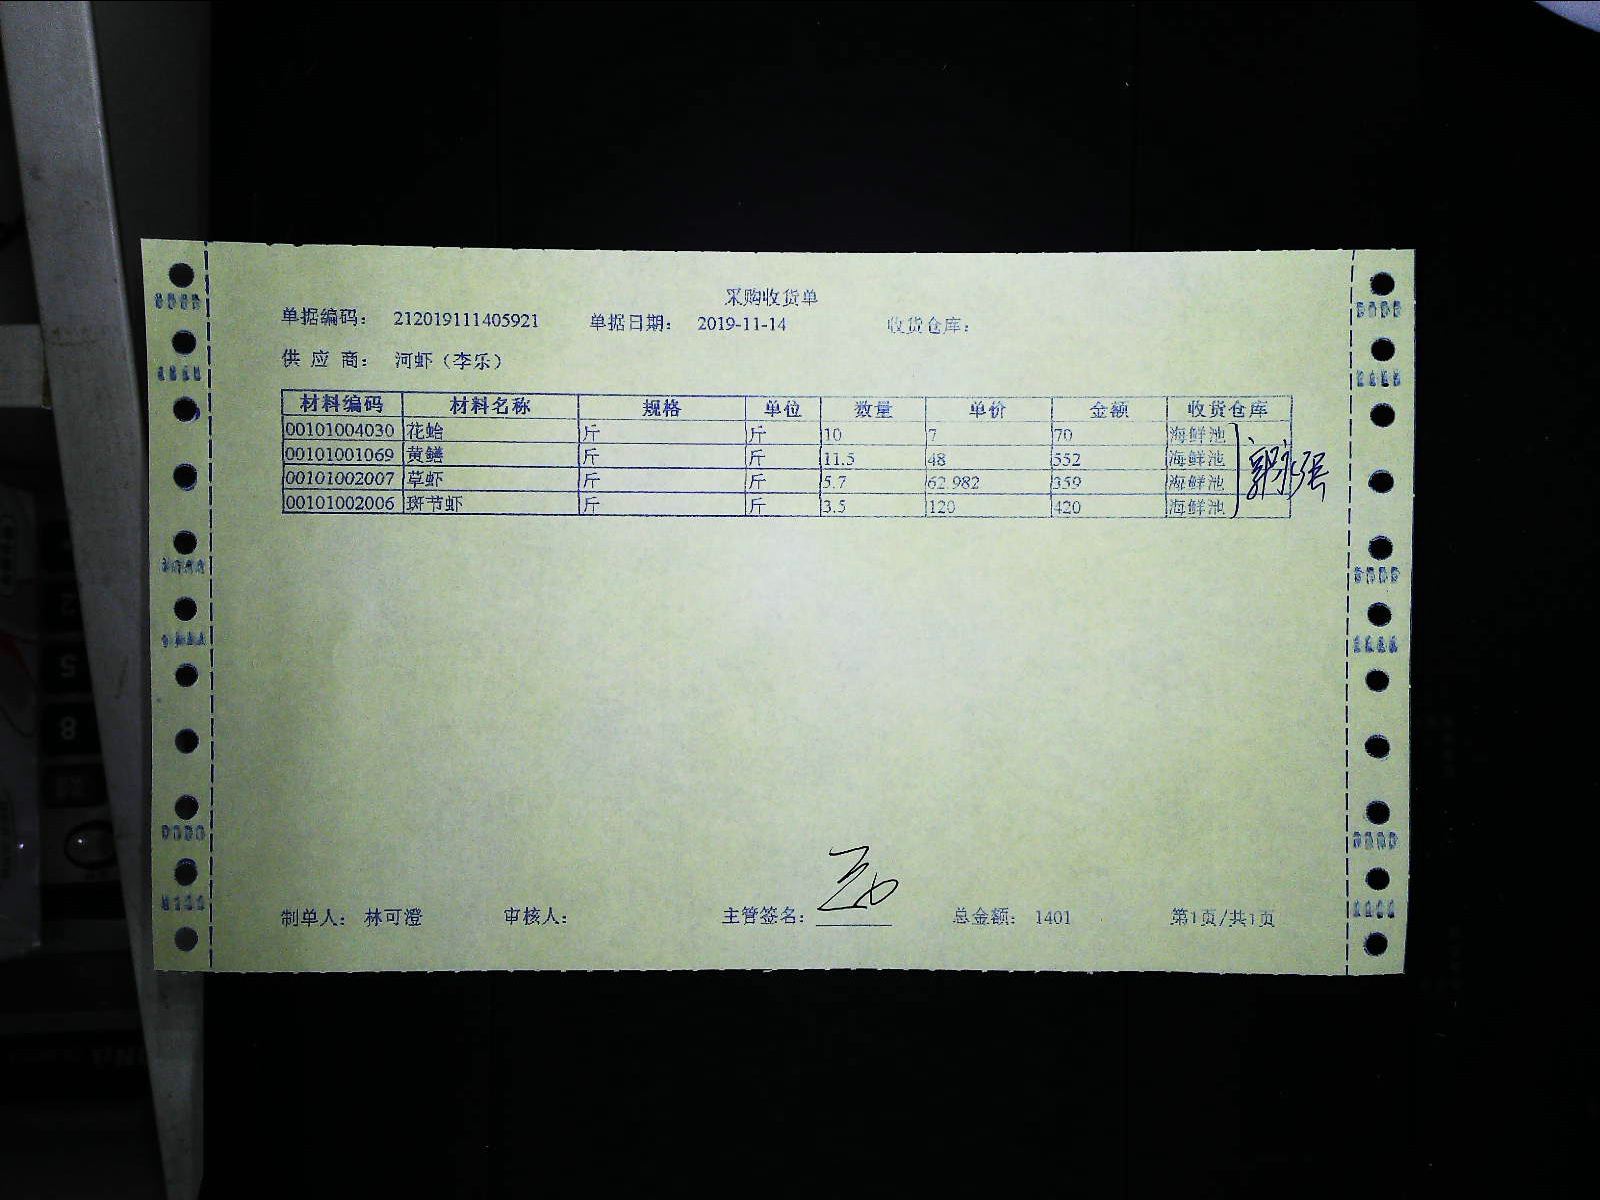 采购收货单
单据编码： 212019111405921 单据日期： 2019-11-14 收货仓库：
供 应 商： 河虾（李乐）
材料编码 材料名称 规格 单位 数量 单价 金额 收货仓库
00101004030 花蛤 斤 斤 10 7 70 海鲜池
00101001069 黄鳝 斤 斤 11.5 48 552 海鲜池
00101002007 草虾 斤 斤 5.7 62.982 359 海鲜池
00101002006 斑节虾 斤 斤 3.5 120 420 海鲜池
制单人： 林可澄 审核人： 主管签名： 总金额： 1401 第1页/共1页